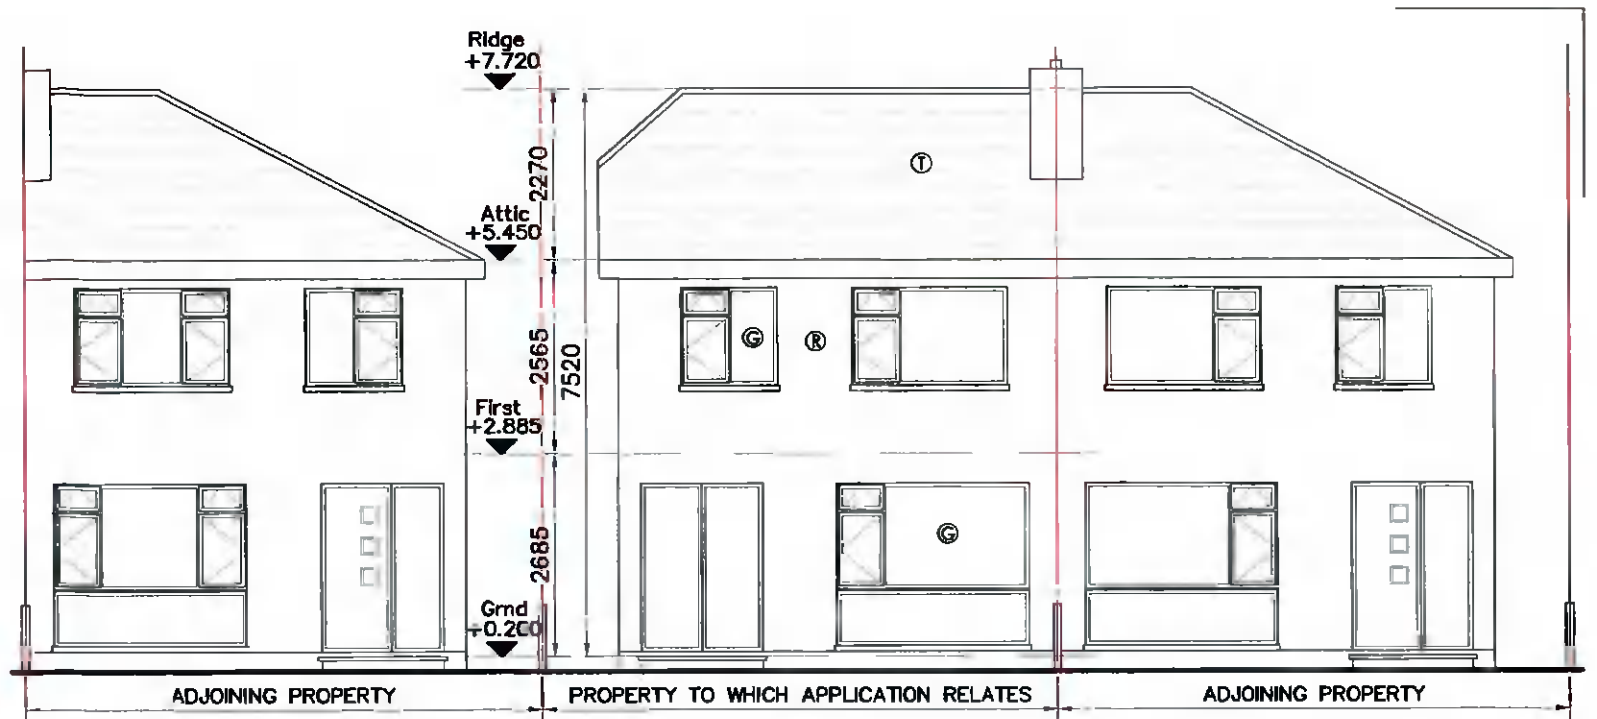 Ridge
+7.720
T
2270
Attic
+5.450
G
R
2565
7520
First
+2.885
2685
G
Grnd
+0.200
ADJOINING PROPERTY
PROPERTY TO WHICH APPLICATION RELATES
ADJOINING PROPERTY